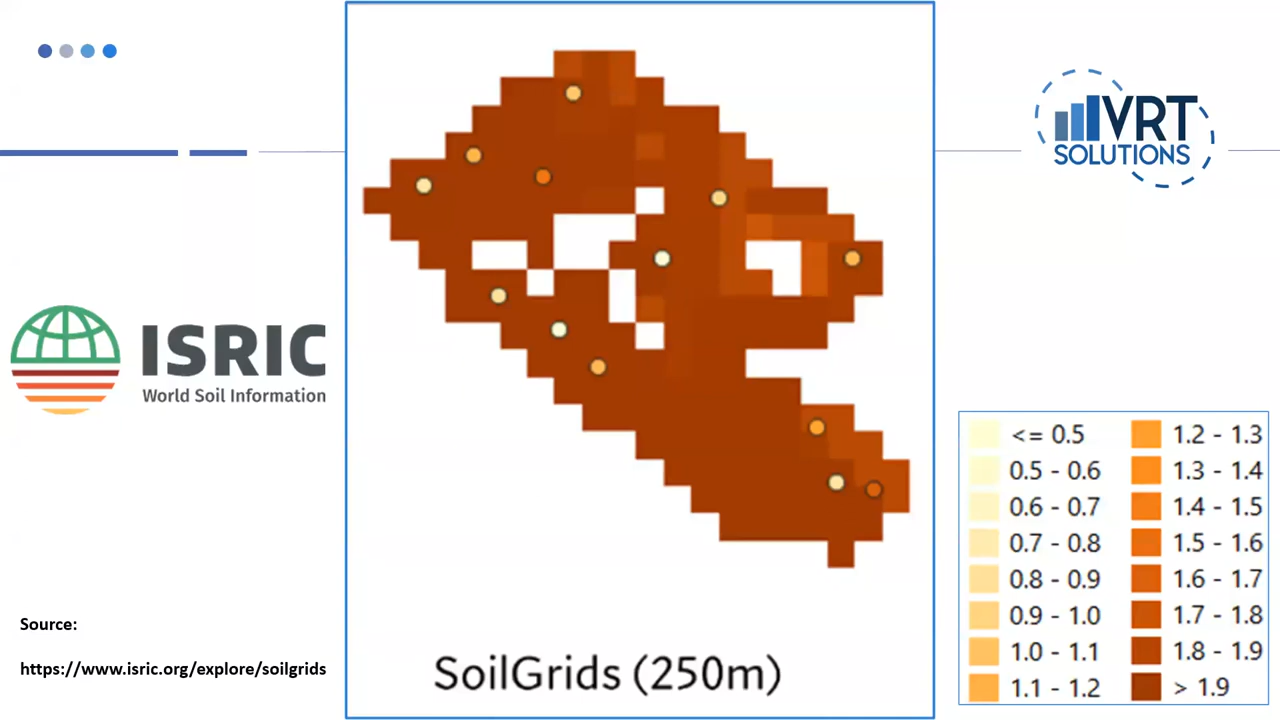 VRT
SOLUTIONS
ISRIC
World Soil Information
<= 0.5
0.5 - 0.6
0.6 - 0.7
0.7 - 0.8
0.8 - 0.9
0.9 - 1.0
1.0 - 1.1
1.1 - 1.2
1.2 - 1.3
1.3 - 1.4
1.4 - 1.5
1.5 - 1.6
1.6 - 1.7
1.7 - 1.8
1.8 - 1.9
> 1.9
Source:
https://www.isric.org/explore/soilgrids
SoilGrids (250m)